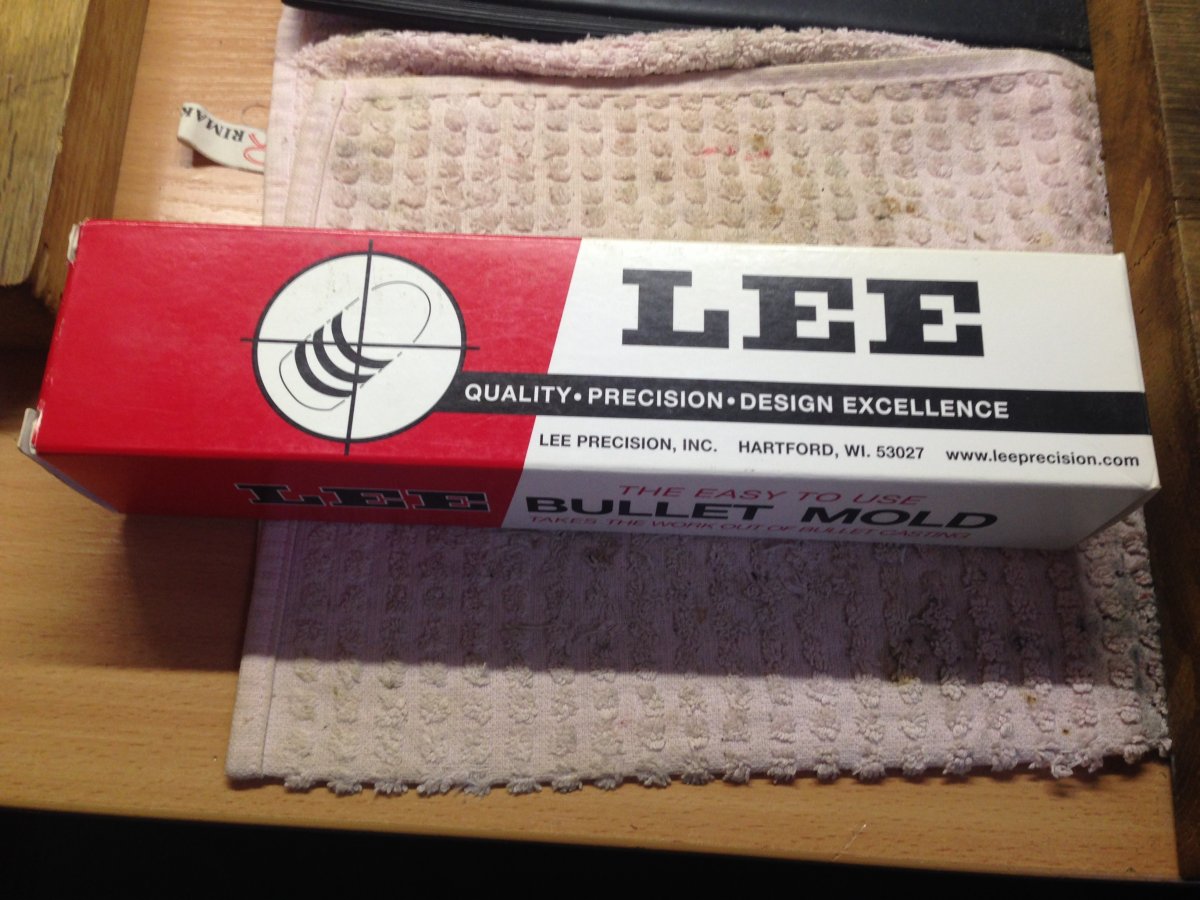 RIMAR
LEE
QUALITY • PRECISION • DESIGN EXCELLENCE
LEE PRECISION, INC. HARTFORD, WI. 53027 www.leeprecision.com
LEE
THE EASY TO USE
BULLET MOLD
TAKES THE WORK OUT OF BULLET CASTING